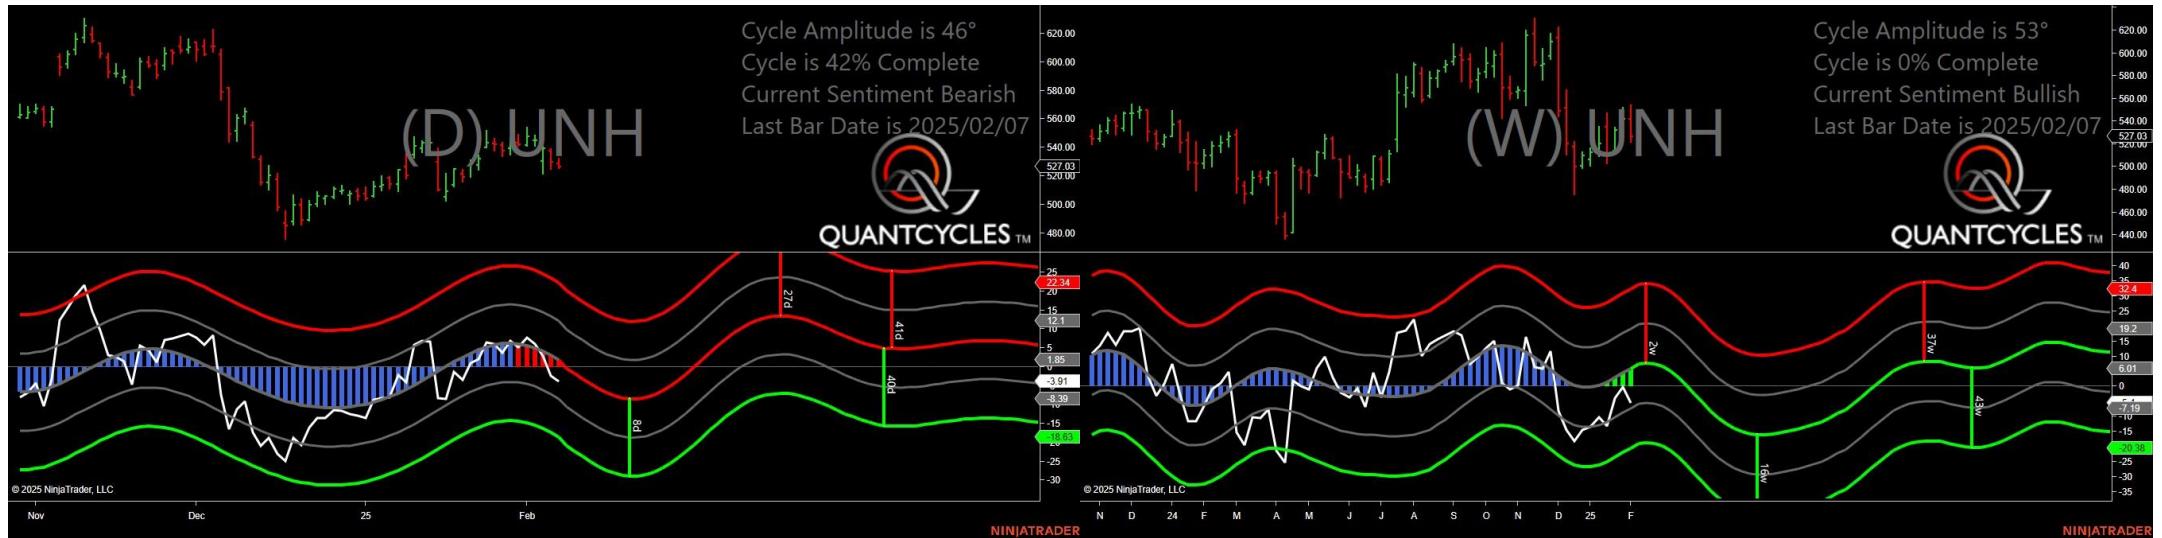 Cycle Amplitude is 46°
Cycle is 42% Complete
Current Sentiment Bearish
Last Bar Date is 2025/02/07
(D) UNH
QUANTCYCLES TM
620.00
600.00
580.00
560.00
540.00
527.03
520.00
500.00
480.00
25
22.34
20
15
12.1
10
5
1.85
0
-3.91
-8.39
-10
-15
-18.63
-20
-25
-30
27d
41d
40d
8d
© 2025 NinjaTrader, LLC
Nov
Dec
25
Feb
NINJATRADER
Cycle Amplitude is 53°
Cycle is 0% Complete
Current Sentiment Bullish
Last Bar Date is 2025/02/07
(W) UNH
QUANTCYCLES TM
620.00
600.00
580.00
560.00
540.00
527.03
520.00
500.00
480.00
460.00
440.00
40
35
32.4
30
25
19.2
15
10
6.01
0
-7.19
-10
-15
-20.38
-25
-30
-35
2w
37w
43w
16w
© 2025 NinjaTrader, LLC
N
D
24
F
M
A
M
J
J
A
S
O
N
D
25
F
NINJATRADER